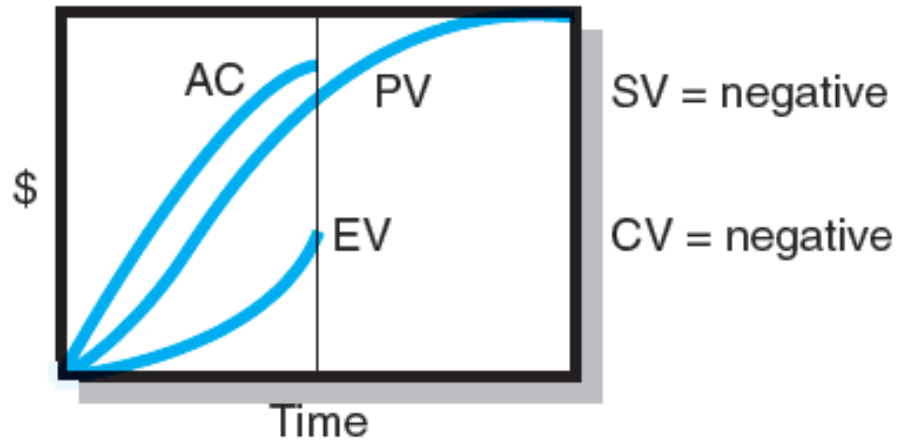 AC
PV
SV = negative
$
EV
CV = negative
Time